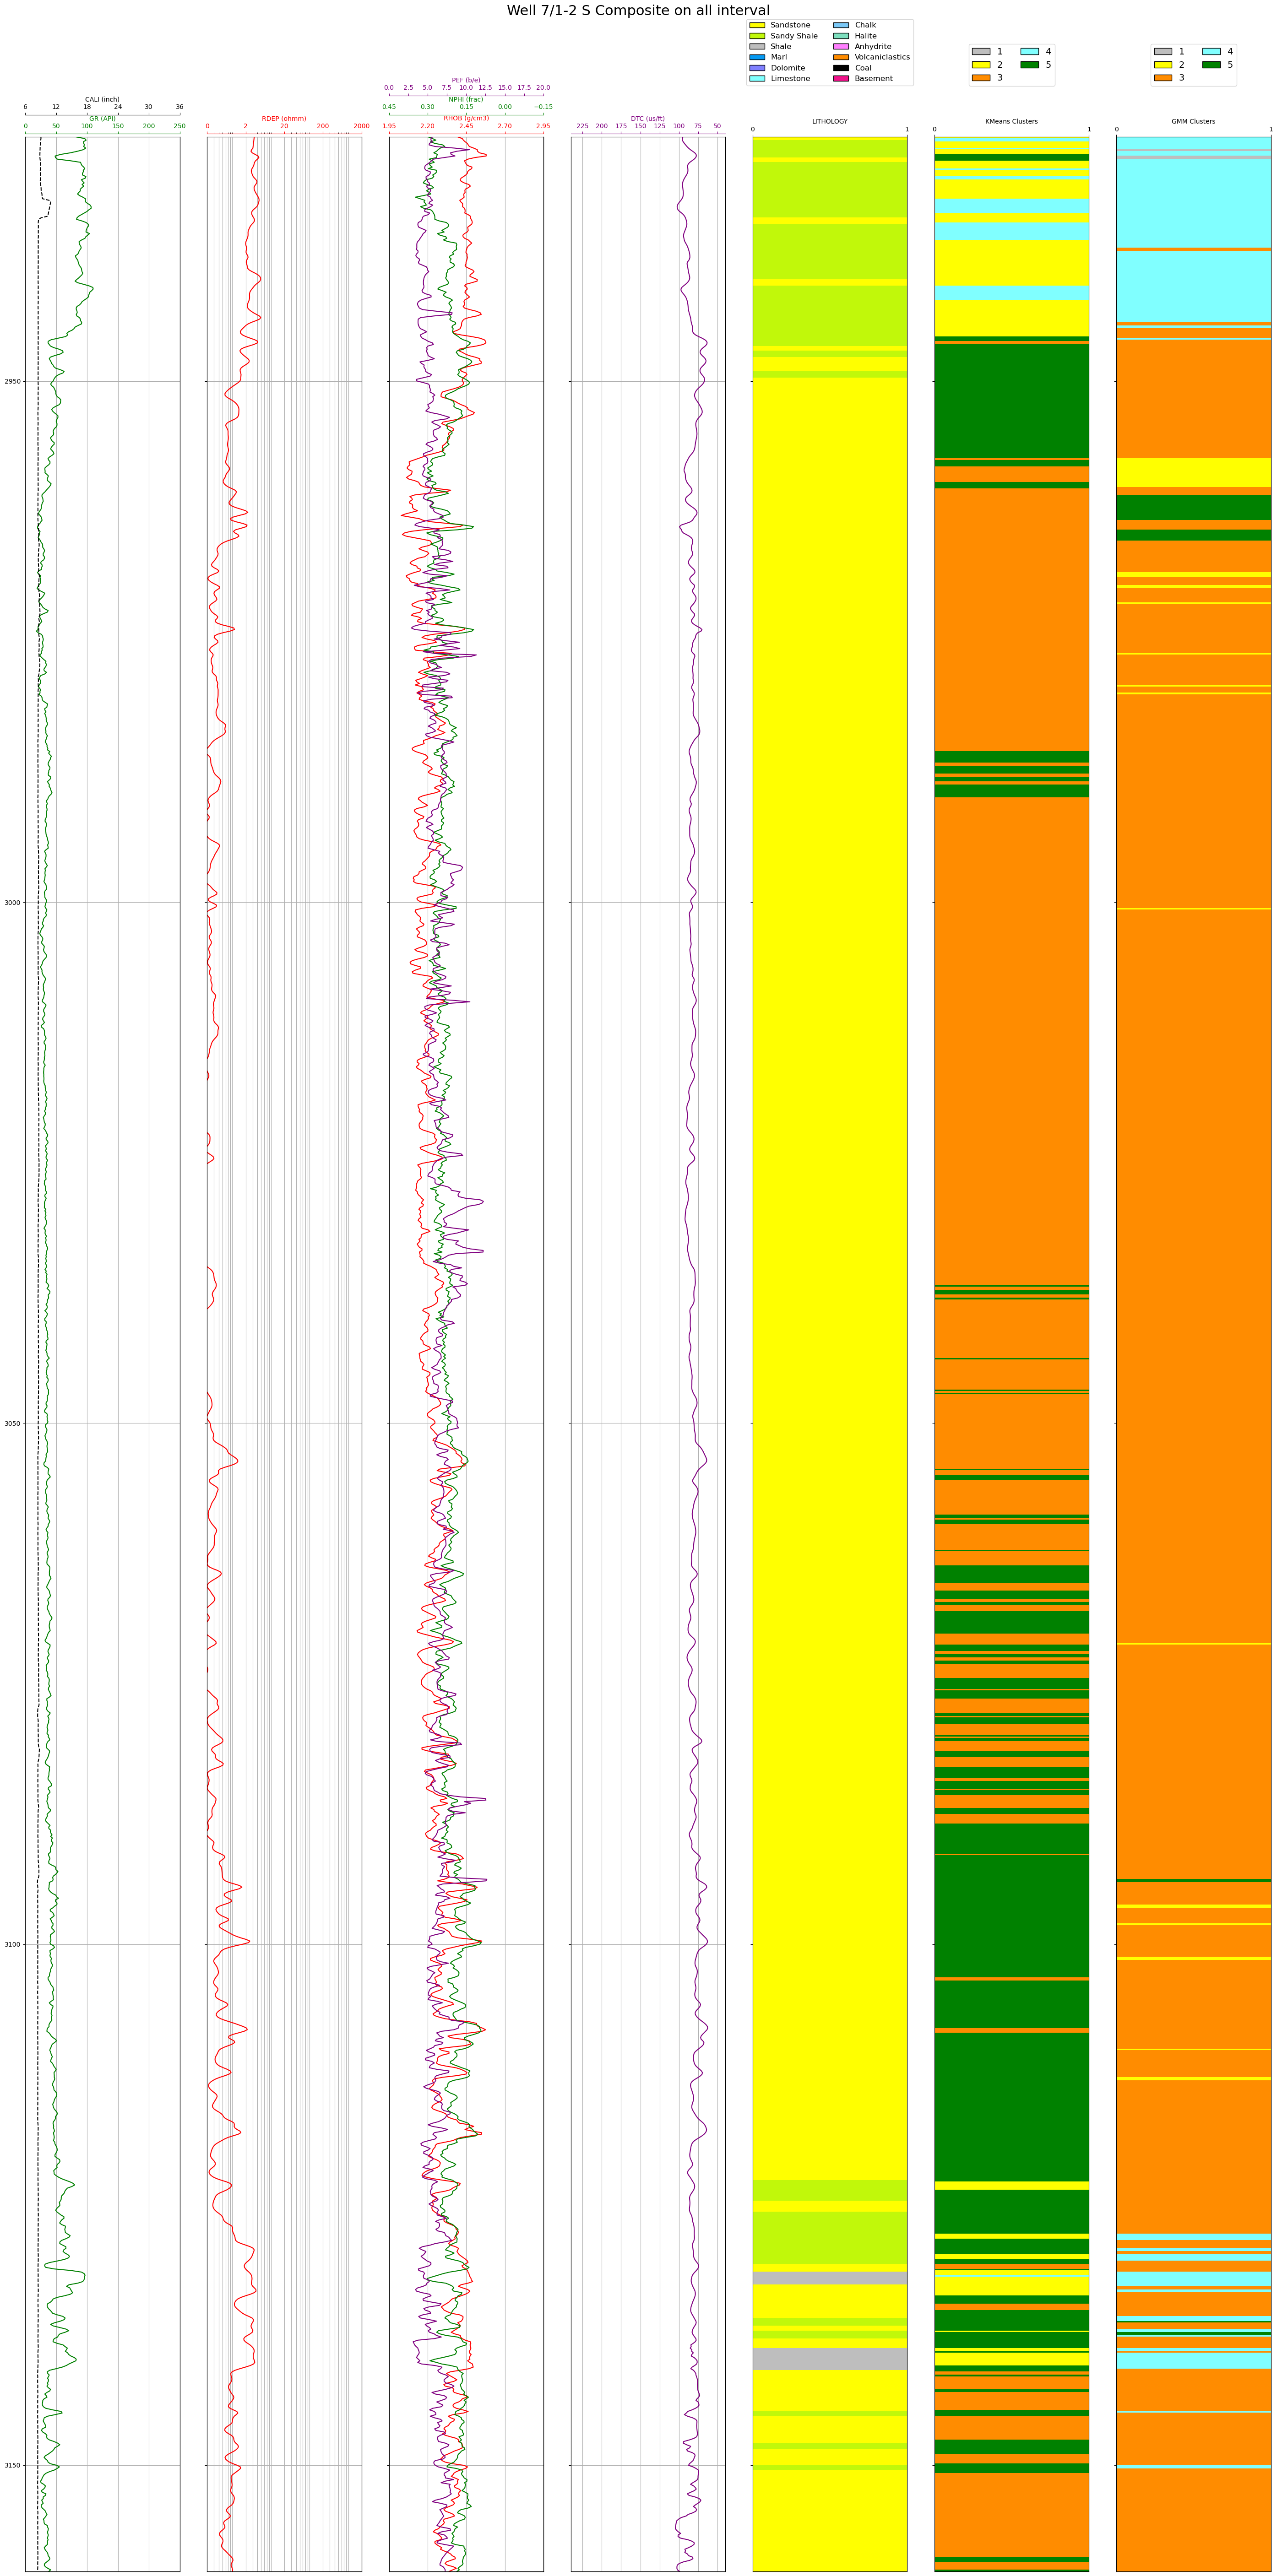 Well 7/1-2 S Composite on all interval
Sandstone Chalk
Sandy Shale Halite
Shale Anhydrite
Marl Volcaniclastics
Dolomite Coal
Limestone Basement
1 4
2 5
3
1 4
2 5
3
PEF (b/e)
0.0 2.5 5.0 7.5 10.0 12.5 15.0 17.5 20.0
CALI (inch)
6 12 18 24 30 36
NPHI (frac)
0.45 0.30 0.15 0.00 −0.15
GR (API)
0 50 100 150 200 250
RDEP (ohmm)
0 2 20 200 2000
RHOB (g/cm3)
1.95 2.20 2.45 2.70 2.95
DTC (us/ft)
225 200 175 150 125 100 75 50
LITHOLOGY
0 1
KMeans Clusters
0 1
GMM Clusters
0 1
2950
3000
3050
3100
3150